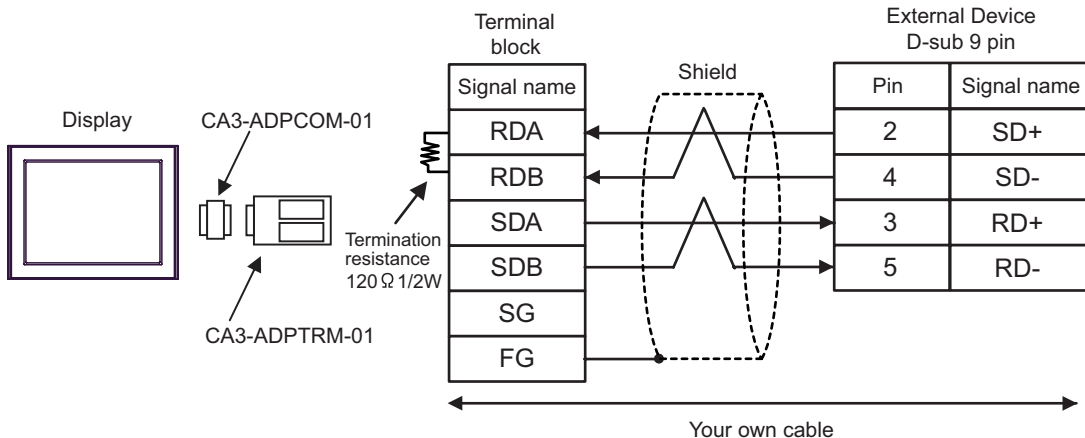 Display
CA3-ADPCOM-01
CA3-ADPTRM-01
Termination
resistance
120Ω 1/2W
Terminal
block
Signal name
RDA
RDB
SDA
SDB
SG
FG
Shield
External Device
D-sub 9 pin
Pin Signal name
2 SD+
4 SD-
3 RD+
5 RD-
Your own cable